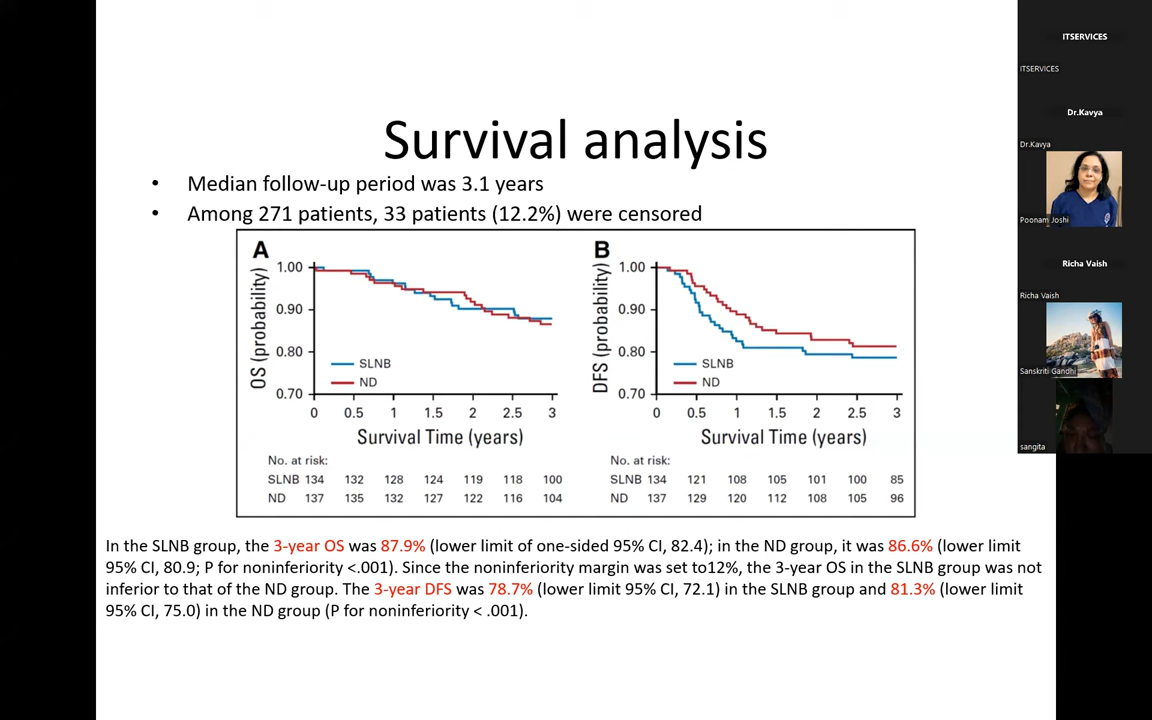 Survival analysis
• Median follow-up period was 3.1 years
• Among 271 patients, 33 patients (12.2%) were censored
A
OS (probability)
1.00
0.90
0.80
0.70
SLNB
ND
0 0.5 1 1.5 2 2.5 3
Survival Time (years)
No. at risk:
SLNB 134 132 128 124 119 118 100
ND 137 135 132 127 122 116 104
B
DFS (probability)
1.00
0.90
0.80
0.70
SLNB
ND
0 0.5 1 1.5 2 2.5 3
Survival Time (years)
No. at risk:
SLNB 134 121 108 105 101 100 85
ND 137 129 120 112 108 105 96
In the SLNB group, the 3-year OS was 87.9% (lower limit of one-sided 95% CI, 82.4); in the ND group, it was 86.6% (lower limit
95% CI, 80.9; P for noninferiority <.001). Since the noninferiority margin was set to12%, the 3-year OS in the SLNB group was not
inferior to that of the ND group. The 3-year DFS was 78.7% (lower limit 95% CI, 72.1) in the SLNB group and 81.3% (lower limit
95% CI, 75.0) in the ND group (P for noninferiority < .001).
ITSERVICES
ITSERVICES
Dr.Kavya
Dr.Kavya
Poonam Joshi
Richa Vaish
Richa Vaish
Sanskriti Gandhi
sangita